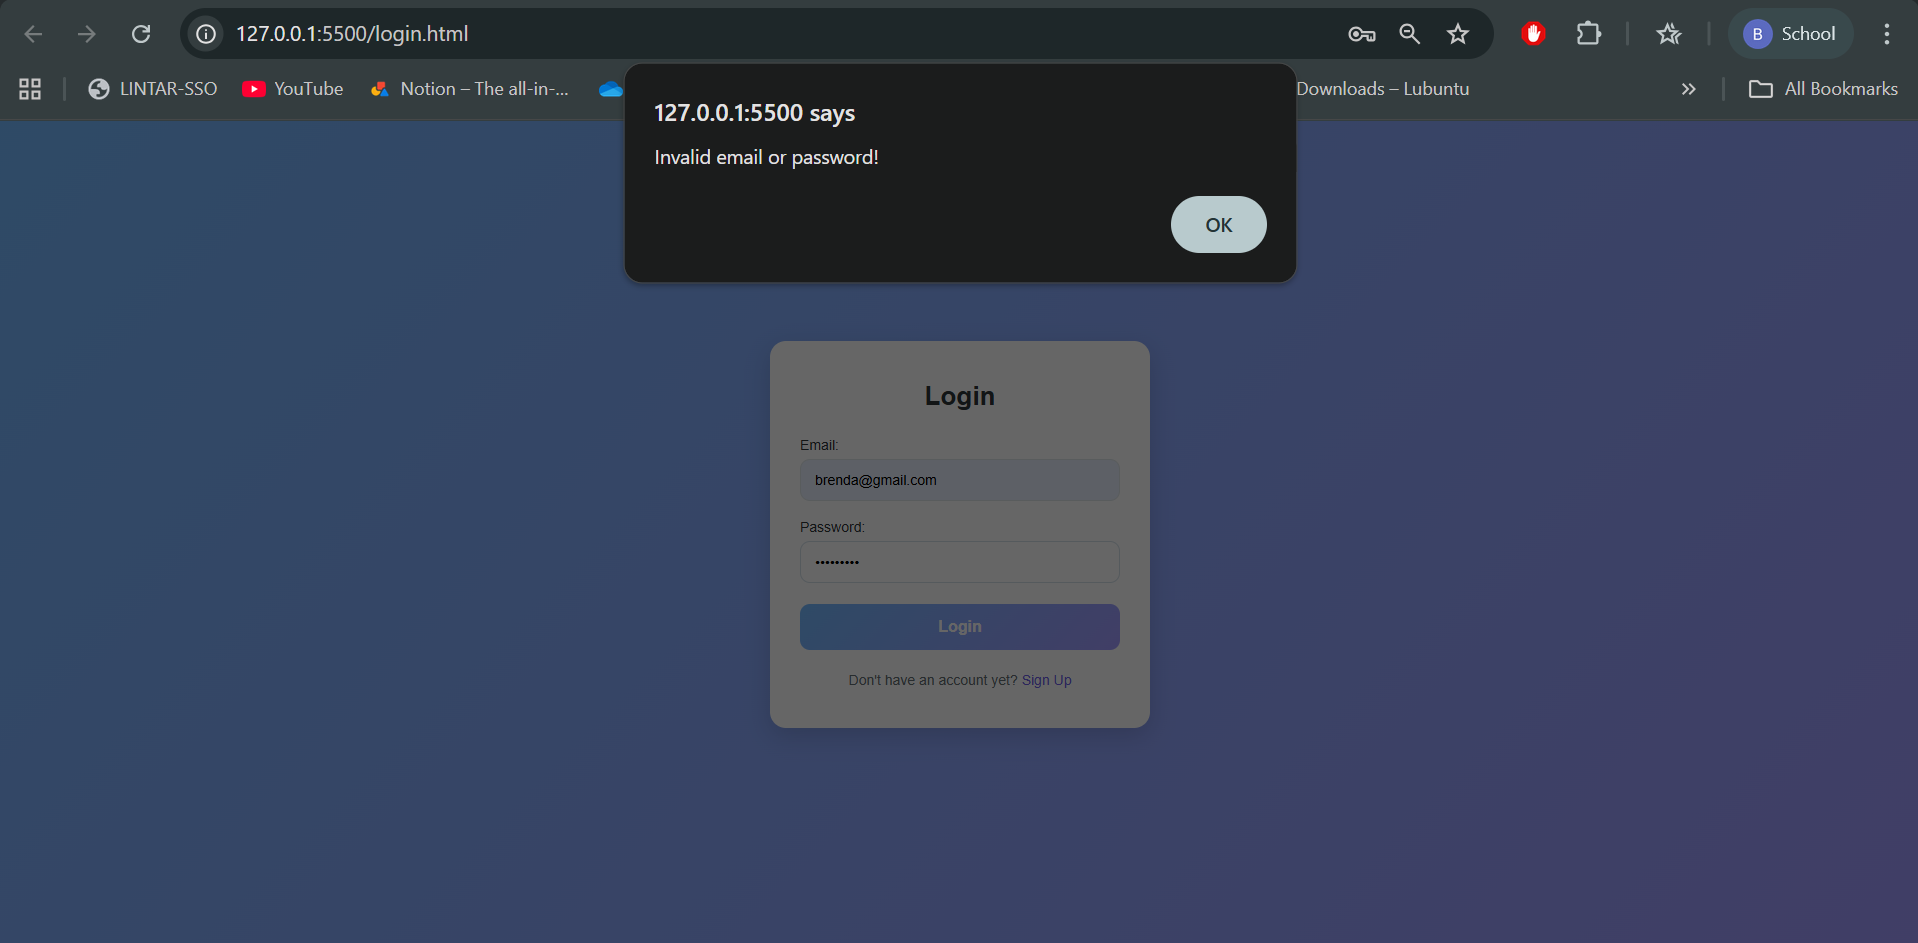 127.0.0.1:5500/login.html
B School
LINTAR-SSO YouTube Notion – The all-in-... Downloads – Lubuntu All Bookmarks
127.0.0.1:5500 says
Invalid email or password!
OK
Login
Email:
brenda@gmail.com
Password:
•••••••••
Login
Don't have an account yet? Sign Up